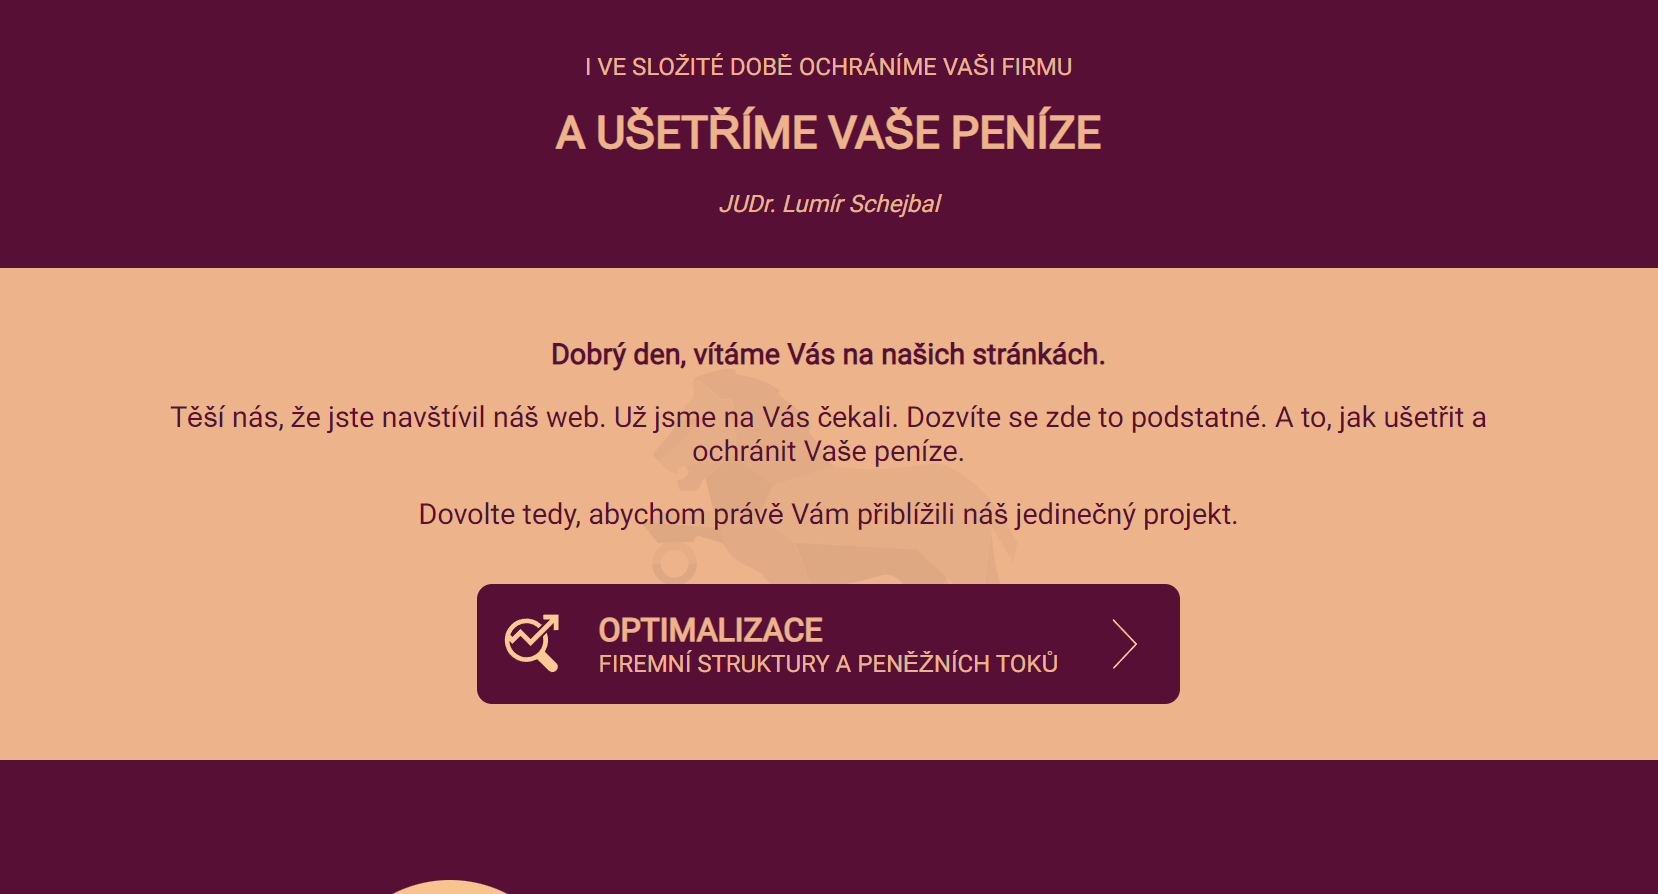 I VE SLOŽITÉ DOBĚ OCHRÁNÍME VAŠI FIRMU
A UŠETŘÍME VAŠE PENÍZE
JUDr. Lumír Schejbal
Dobrý den, vítáme Vás na našich stránkách.
Těší nás, že jste navštívil náš web. Už jsme na Vás čekali. Dozvíte se zde to podstatné. A to, jak ušetřit a
ochránit Vaše peníze.
Dovolte tedy, abychom právě Vám přiblížili náš jedinečný projekt.
OPTIMALIZACE
FIREMNÍ STRUKTURY A PENĚŽNÍCH TOKŮ